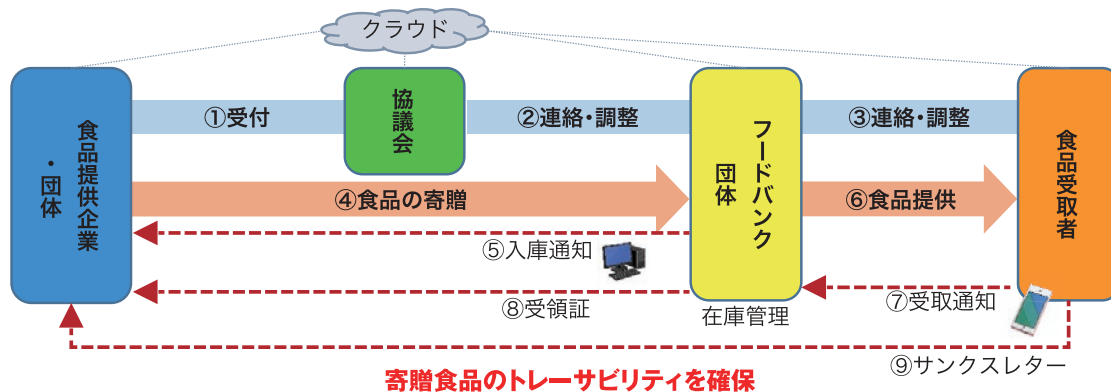 クラウド
食品提供企業
・団体
協議会
フードバンク
団体
食品受取者
①受付
②連絡・調整
③連絡・調整
④食品の寄贈
⑥食品提供
⑤入庫通知
⑧受領証
在庫管理
⑦受取通知
⑨サンクスレター
寄贈食品のトレーサビリティを確保